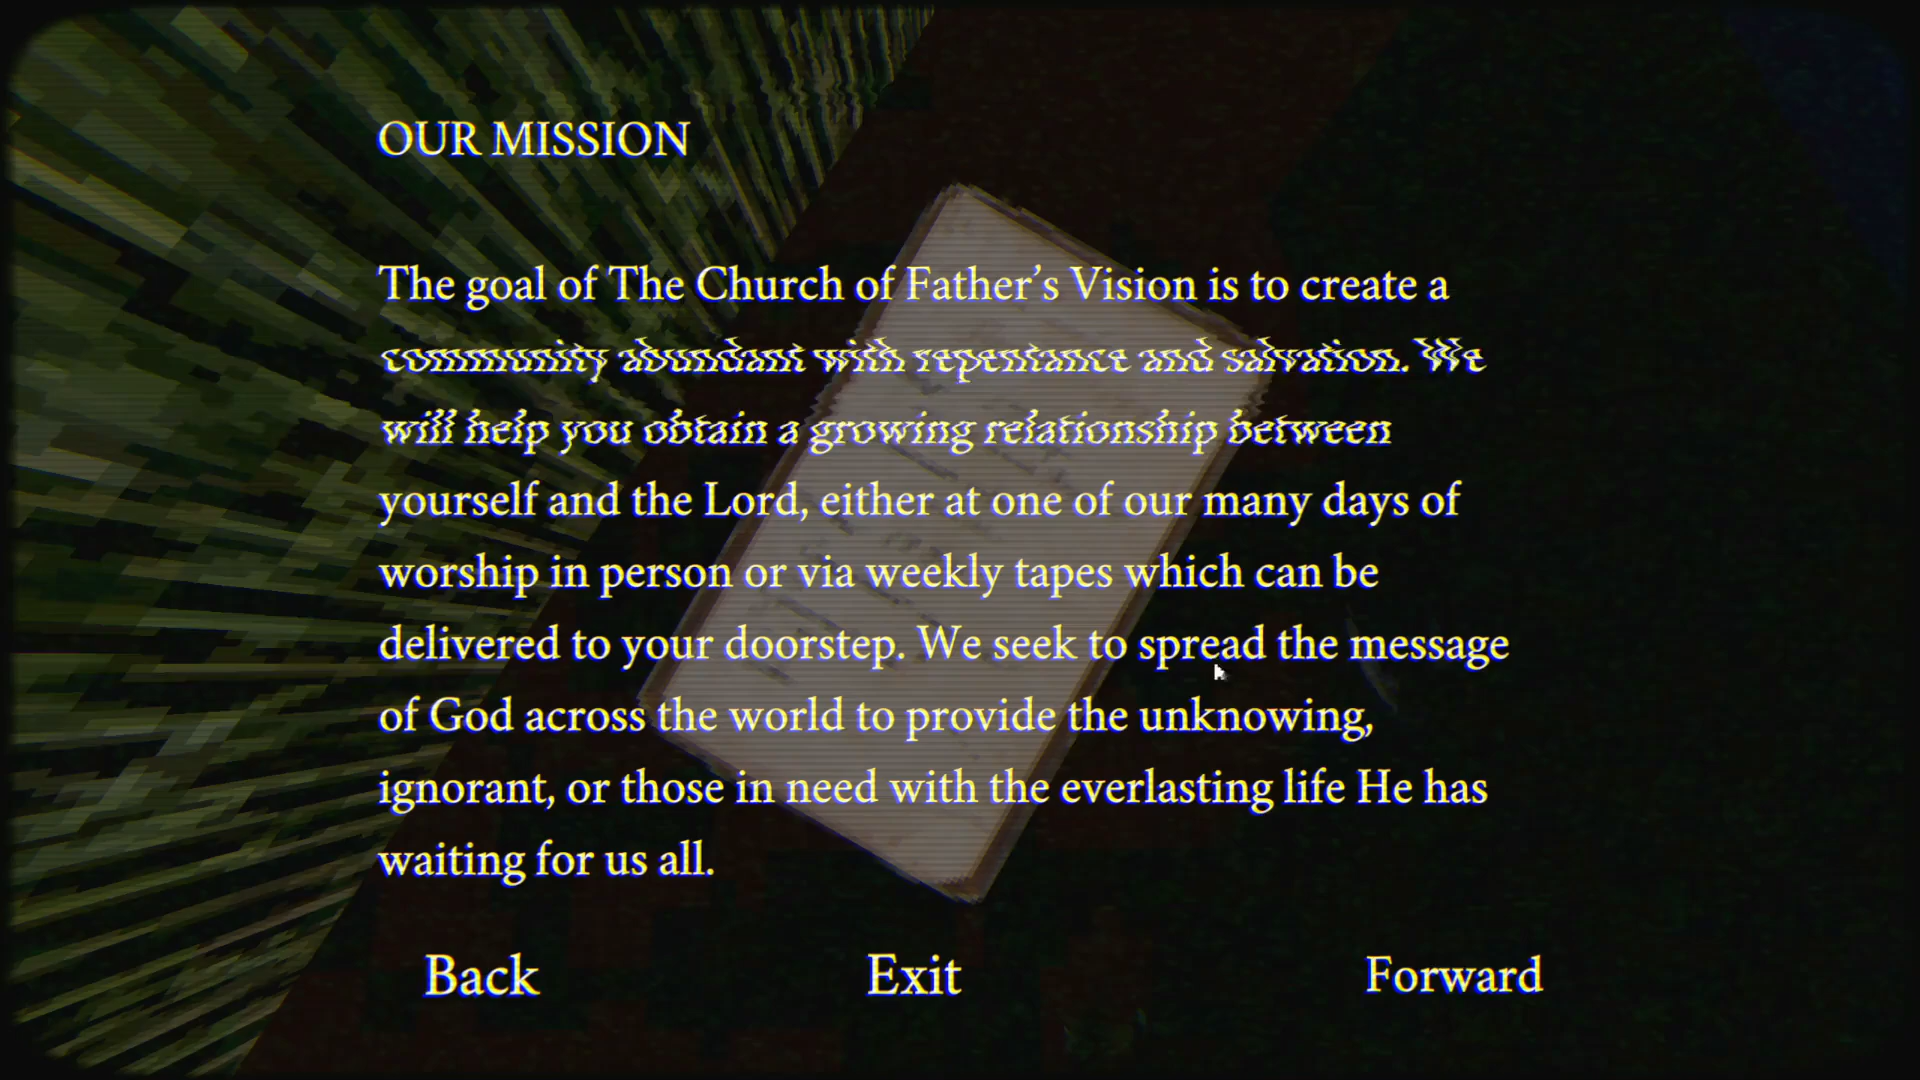 OUR MISSION
The goal of The Church of Father’s Vision is to create a
community abundant with repentance and salvation. We
will help you obtain a growing relationship between
yourself and the Lord, either at one of our many days of
worship in person or via weekly tapes which can be
delivered to your doorstep. We seek to spread the message
of God across the world to provide the unknowing,
ignorant, or those in need with the everlasting life He has
waiting for us all.
Back
Exit
Forward